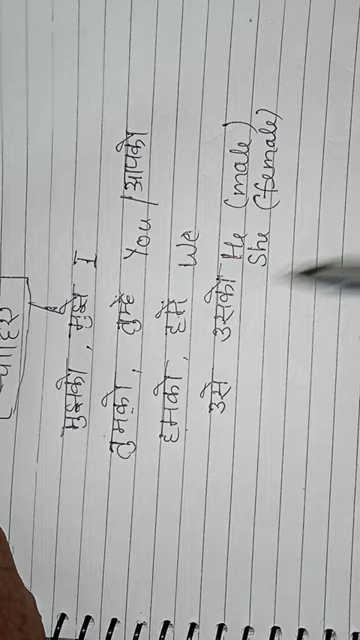 मुझको, मुझे I
तुमको, तुम्हे You / आपको
हमको, हमें We
उसे उसको He (male)
She (female)